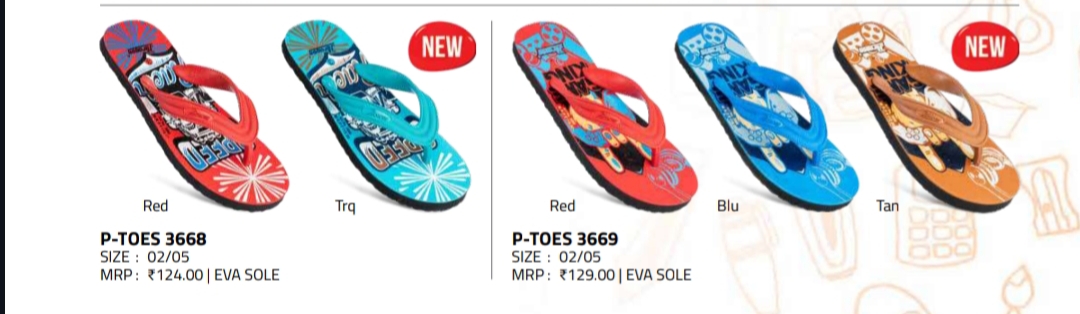 NEW
Red
Trq
P-TOES 3668
SIZE : 02/05
MRP : ₹124.00 | EVA SOLE
NEW
Red
Blu
Tan
P-TOES 3669
SIZE : 02/05
MRP : ₹129.00 | EVA SOLE